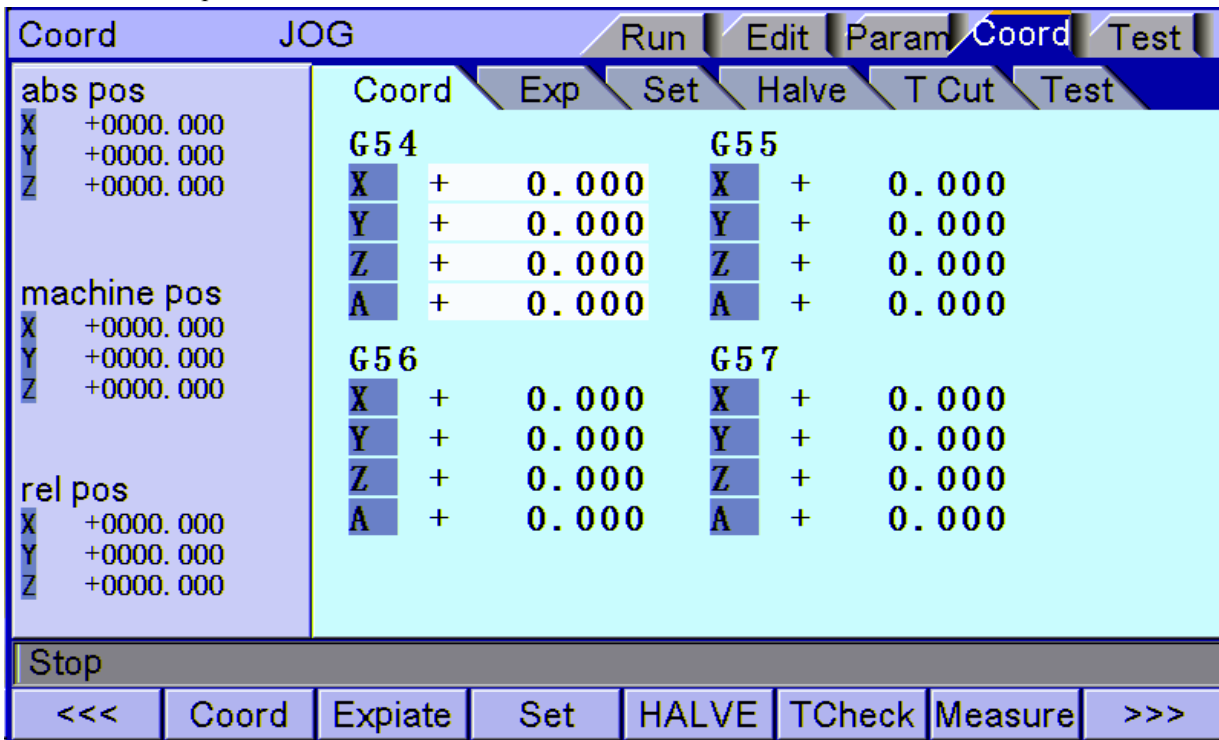 Coord JOG Run Edit Param Coord Test
Coord Exp Set Halve T Cut Test
abs pos
X +0000.000
Y +0000.000
Z +0000.000
machine pos
X +0000.000
Y +0000.000
Z +0000.000
rel pos
X +0000.000
Y +0000.000
Z +0000.000
G54
X + 0.000
Y + 0.000
Z + 0.000
A + 0.000
G55
X + 0.000
Y + 0.000
Z + 0.000
A + 0.000
G56
X + 0.000
Y + 0.000
Z + 0.000
A + 0.000
G57
X + 0.000
Y + 0.000
Z + 0.000
A + 0.000
Stop
<<< Coord Expiate Set HALVE TCheck Measure >>>